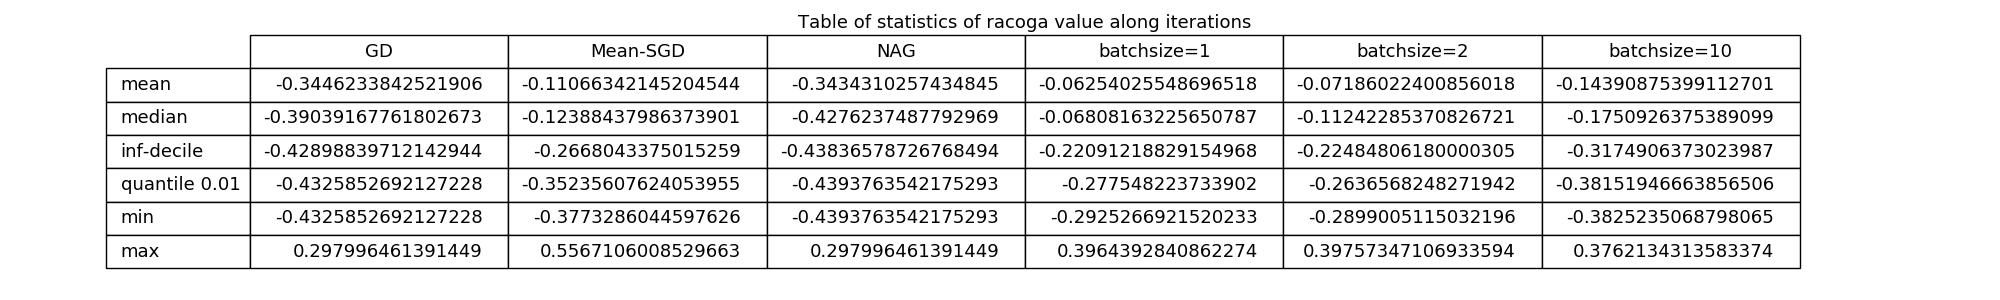 Table of statistics of racoga value along iterations
GD Mean-SGD NAG batchsize=1 batchsize=2 batchsize=10
mean -0.3446233842521906 -0.11066342145204544 -0.3434310257434845 -0.06254025548696518 -0.07186022400856018 -0.14390875399112701
median -0.39039167761802673 -0.12388437986373901 -0.4276237487792969 -0.06808163225650787 -0.11242285370826721 -0.1750926375389099
inf-decile -0.42898839712142944 -0.2668043375015259 -0.43836578726768494 -0.22091218829154968 -0.22484806180000305 -0.3174906373023987
quantile 0.01 -0.4325852692127228 -0.35235607624053955 -0.4393763542175293 -0.277548223733902 -0.2636568248271942 -0.38151946663856506
min -0.4325852692127228 -0.3773286044597626 -0.4393763542175293 -0.2925266921520233 -0.2899005115032196 -0.3825235068798065
max 0.297996461391449 0.5567106008529663 0.297996461391449 0.3964392840862274 0.39757347106933594 0.3762134313583374